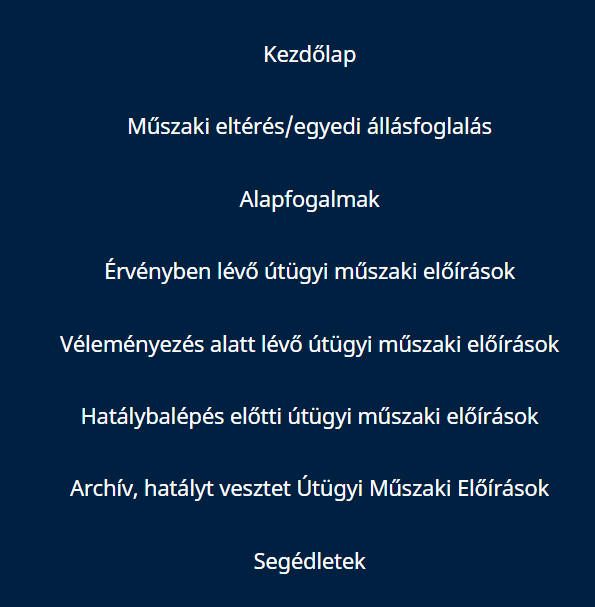 Kezdőlap
Műszaki eltérés/egyedi állásfoglalás
Alapfogalmak
Érvényben lévő útügyi műszaki előírások
Véleményezés alatt lévő útügyi műszaki előírások
Hatálybalépés előtti útügyi műszaki előírások
Archív, hatályt vesztet Útügyi Műszaki Előírások
Segédletek